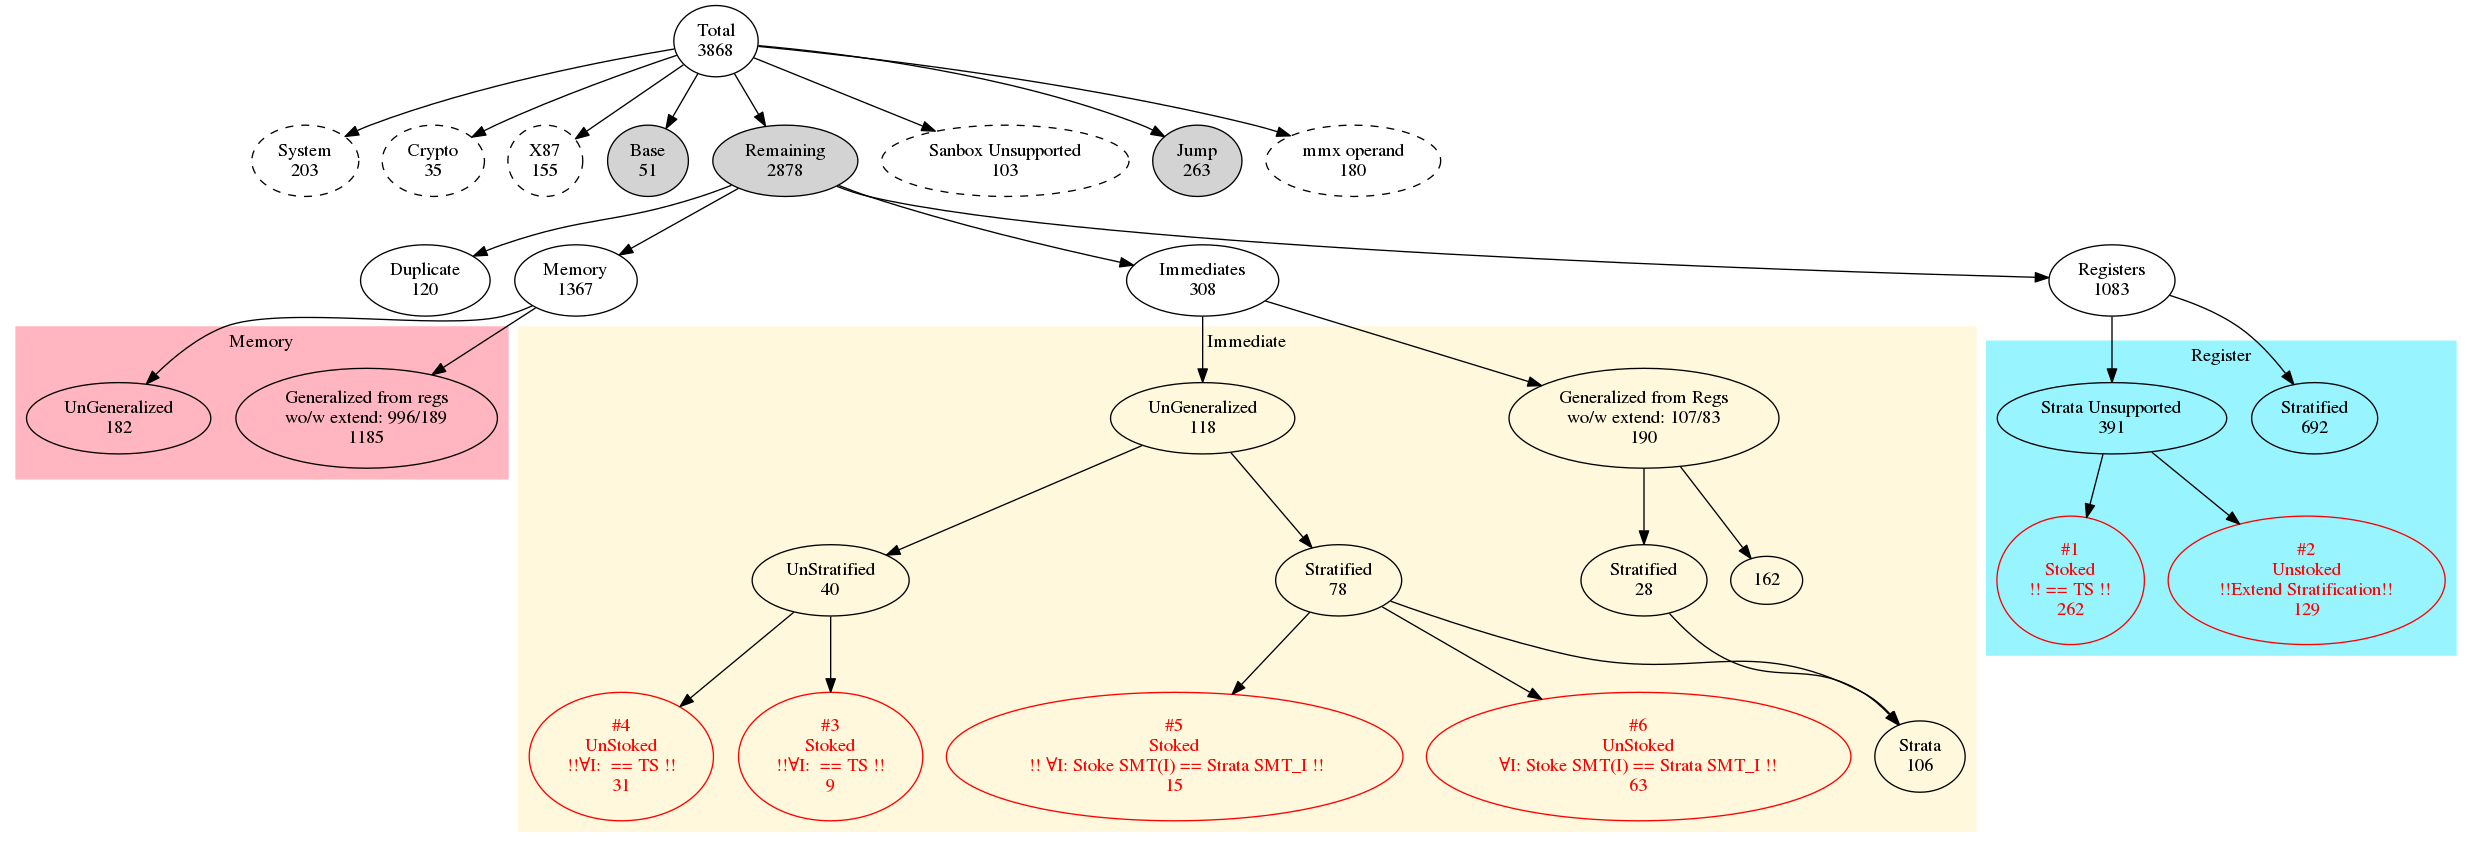 Total
3868
System
203
Crypto
35
X87
155
Base
51
Remaining
2878
Sanbox Unsupported
103
Jump
263
mmx operand
180
Duplicate
120
Memory
1367
Immediates
308
Registers
1083
Memory
Immediate
Register
UnGeneralized
182
Generalized from regs
wo/w extend: 996/189
1185
UnGeneralized
118
Generalized from Regs
wo/w extend: 107/83
190
Strata Unsupported
391
Stratified
692
UnStratified
40
Stratified
78
Stratified
28
162
#1
Stoked
!! == TS !!
262
#2
Unstoked
!!Extend Stratification!!
129
#4
UnStoked
!!∀I:  == TS !!
31
#3
Stoked
!!∀I:  == TS !!
9
#5
Stoked
!! ∀I: Stoke SMT(I) == Strata SMT_I !!
15
#6
UnStoked
∀I: Stoke SMT(I) == Strata SMT_I !!
63
Strata
106